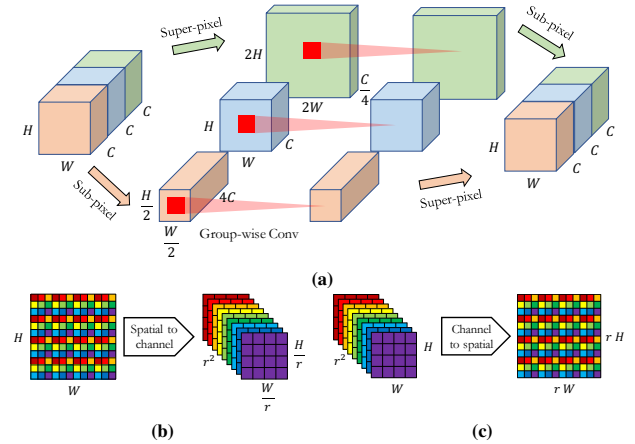 Super-pixel
Sub-pixel
2H
2W
C/4
H
W
C
C
C
H
W
C
H
W
C
C
C
Sub-pixel
H/2
W/2
4C
Group-wise Conv
Super-pixel
(a)
H
W
Spatial to
channel
r²
H/r
W/r
r²
H
W
Channel
to spatial
r H
r W
(b)
(c)